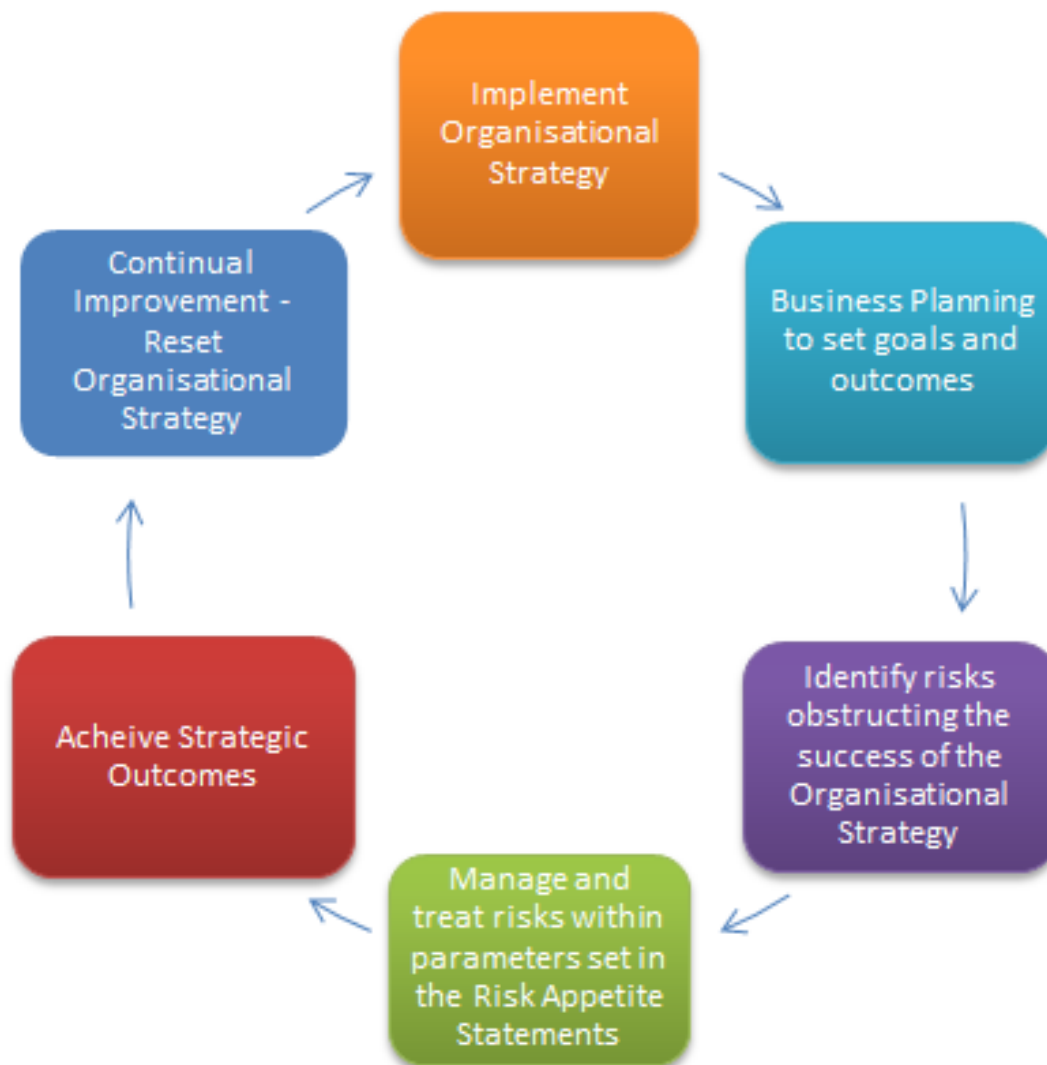 Implement
Organisational
Strategy
Business Planning
to set goals and
outcomes
Identify risks
obstructing the
success of the
Organisational
Strategy
Manage and
treat risks within
parameters set in
the Risk Appetite
Statements
Acheive Strategic
Outcomes
Continual
Improvement -
Reset
Organisational
Strategy